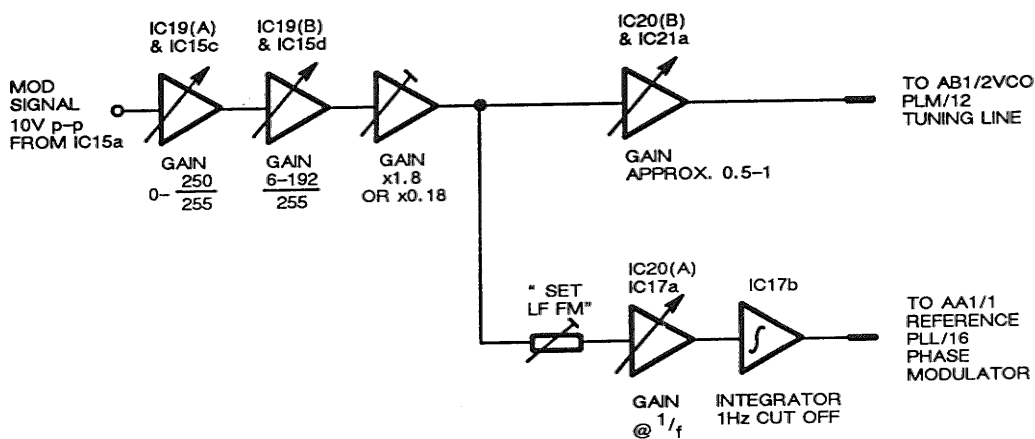 IC19(A)
& IC15c
IC19(B)
& IC15d
IC20(B)
& IC21a
MOD
SIGNAL
10V p-p
FROM IC15a
TO AB1/2VCO
PLM/12
TUNING LINE
GAIN
0- 250
255
GAIN
6-192
255
GAIN
x1.8
OR x0.18
GAIN
APPROX. 0.5-1
" SET
LF FM"
IC20(A)
IC17a
IC17b
∫
TO AA1/1
REFERENCE
PLL/16
PHASE
MODULATOR
GAIN
@ 1/f
INTEGRATOR
1Hz CUT OFF